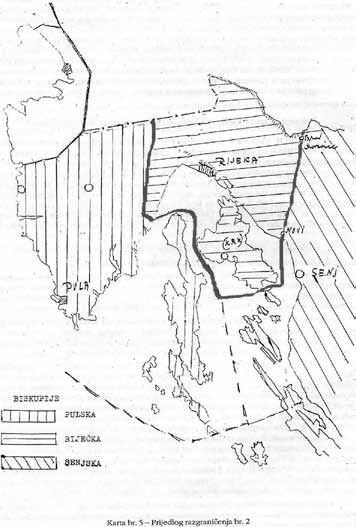 RIJEKA
NOVI
KRK
SENJ
PULA
BISKUPIJE
PULSKA
RIJEČKA
SENJSKA
Karta br. 5 – Prijedlog razgraničenja br. 2